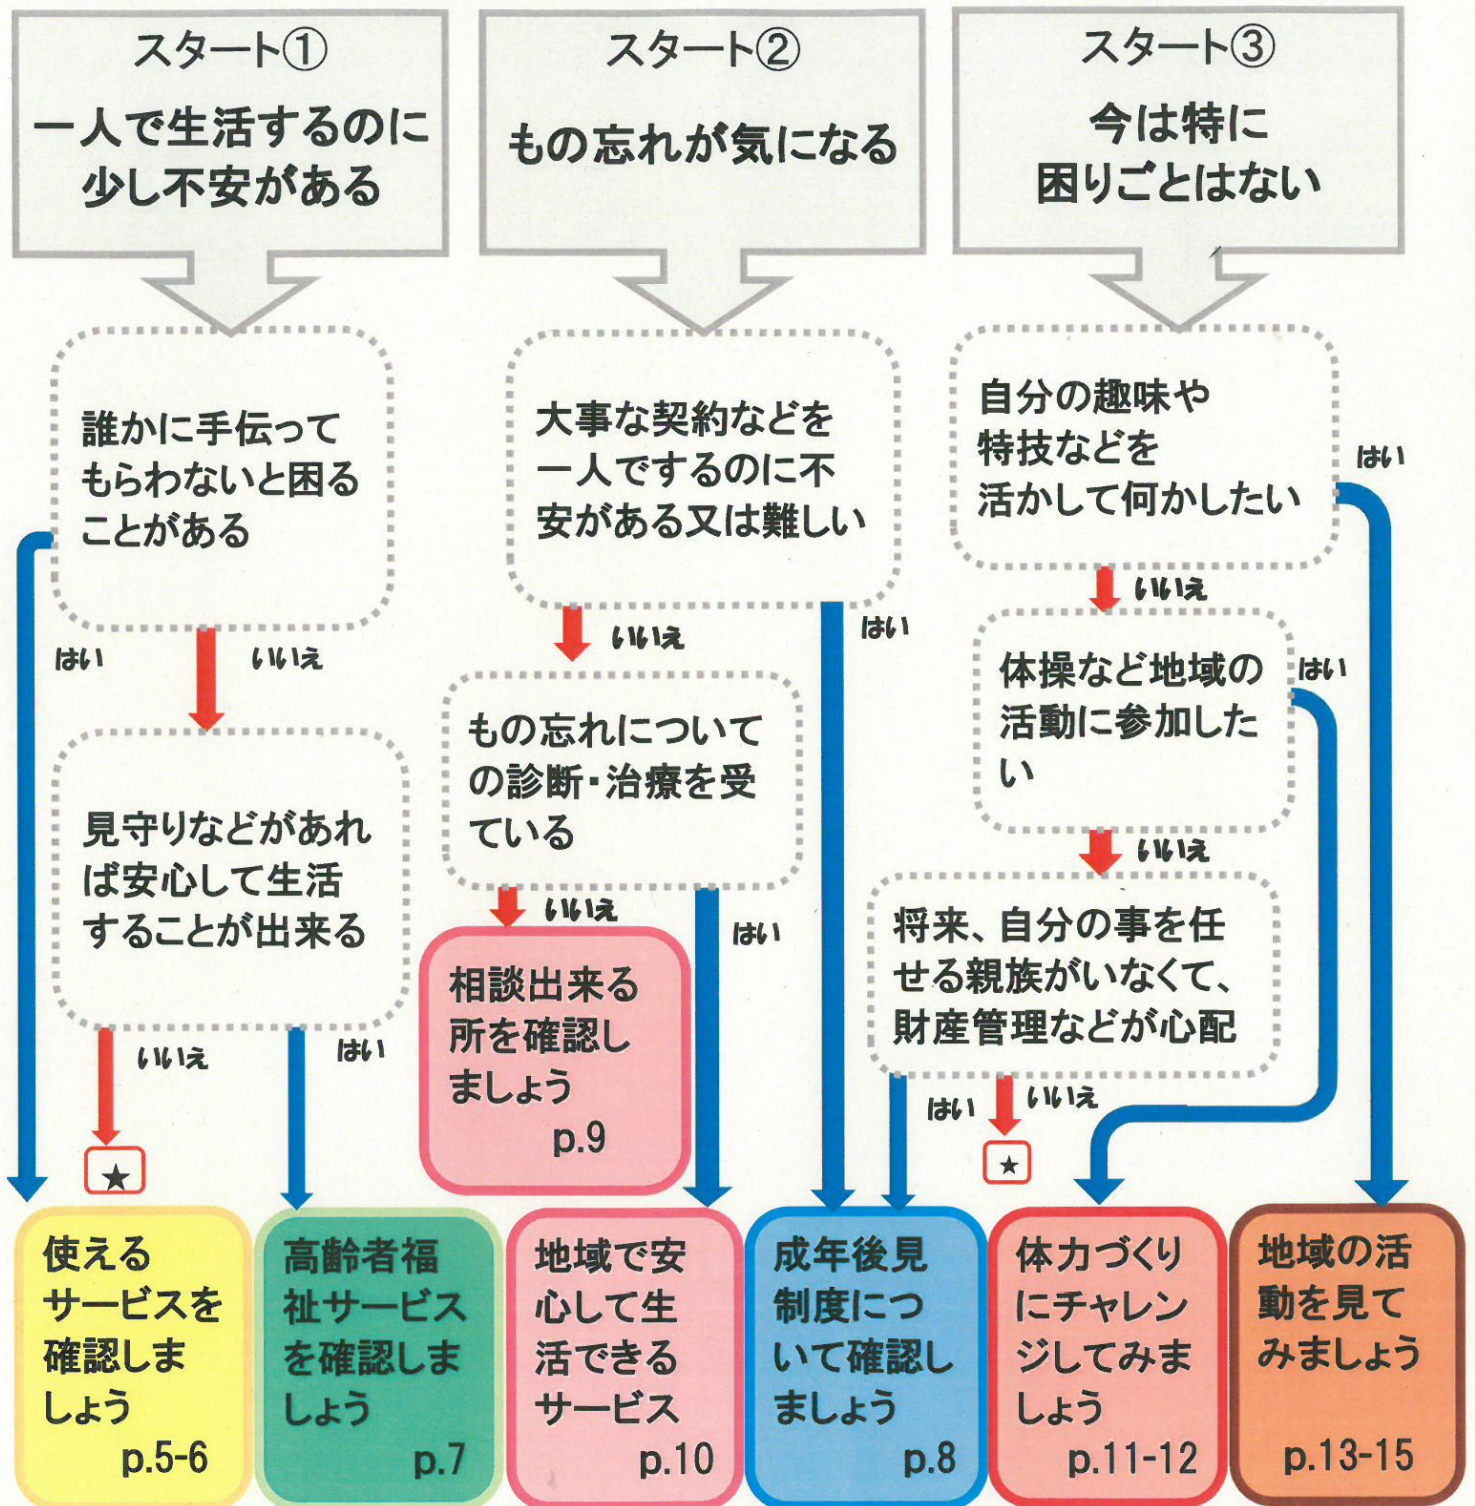 スタート①
一人で生活するのに
少し不安がある
スタート②
もの忘れが気になる
スタート③
今は特に
困りごとはない
誰かに手伝って
もらわないと困る
ことがある
はい
いいえ
見守りなどがあれ
ば安心して生活
することが出来る
いいえ
はい
★
大事な契約などを
一人でするのに不
安がある又は難しい
いいえ
はい
もの忘れについて
の診断・治療を受
ている
いいえ
はい
相談出来る
所を確認し
ましょう
p.9
自分の趣味や
特技などを
活かして何かしたい
はい
いいえ
体操など地域の
活動に参加した
い
はい
いいえ
将来、自分の事を任
せる親族がいなくて、
財産管理などが心配
はい
いいえ
★
使える
サービスを
確認しま
しょう
p.5-6
高齢者福
祉サービス
を確認しま
しょう
p.7
地域で安
心して生
活できる
サービス
p.10
成年後見
制度につ
いて確認し
ましょう
p.8
体力づくり
にチャレン
ジしてみま
しょう
p.11-12
地域の活
動を見て
みましょう
p.13-15